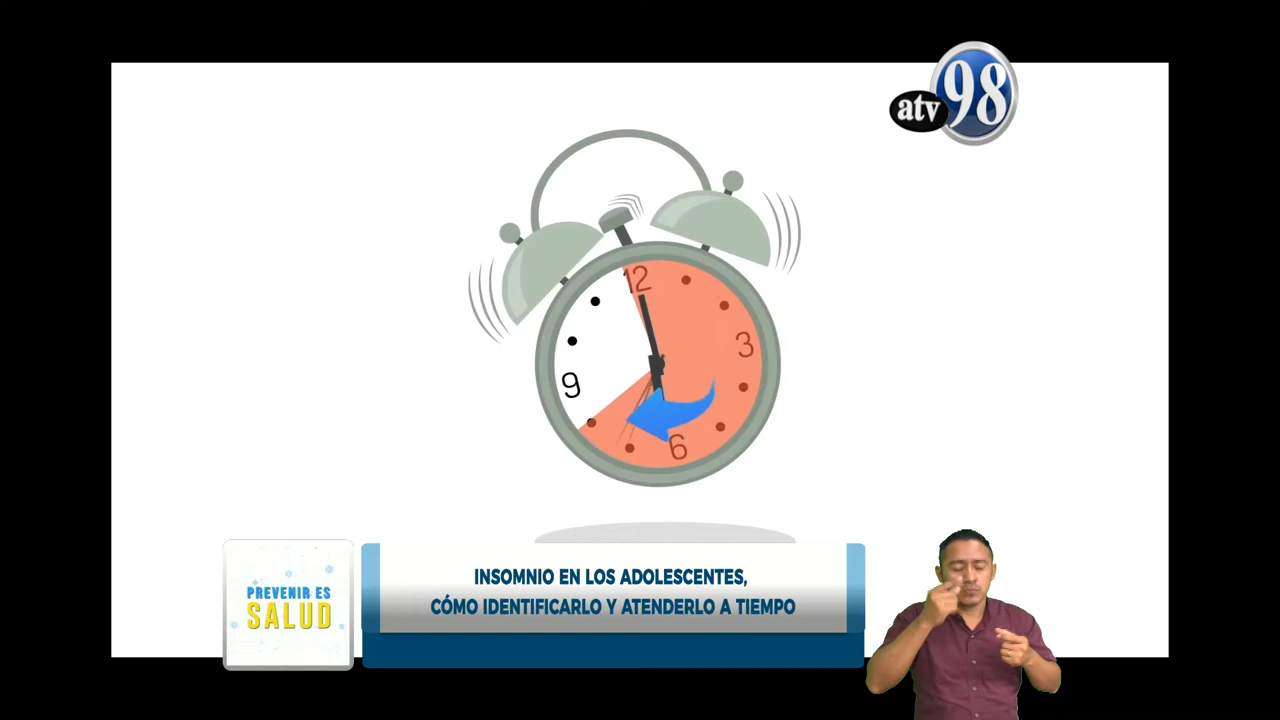 atv 98
12
3
9
6
PREVENIR ES
SALUD
INSOMNIO EN LOS ADOLESCENTES,
CÓMO IDENTIFICARLO Y ATENDERLO A TIEMPO